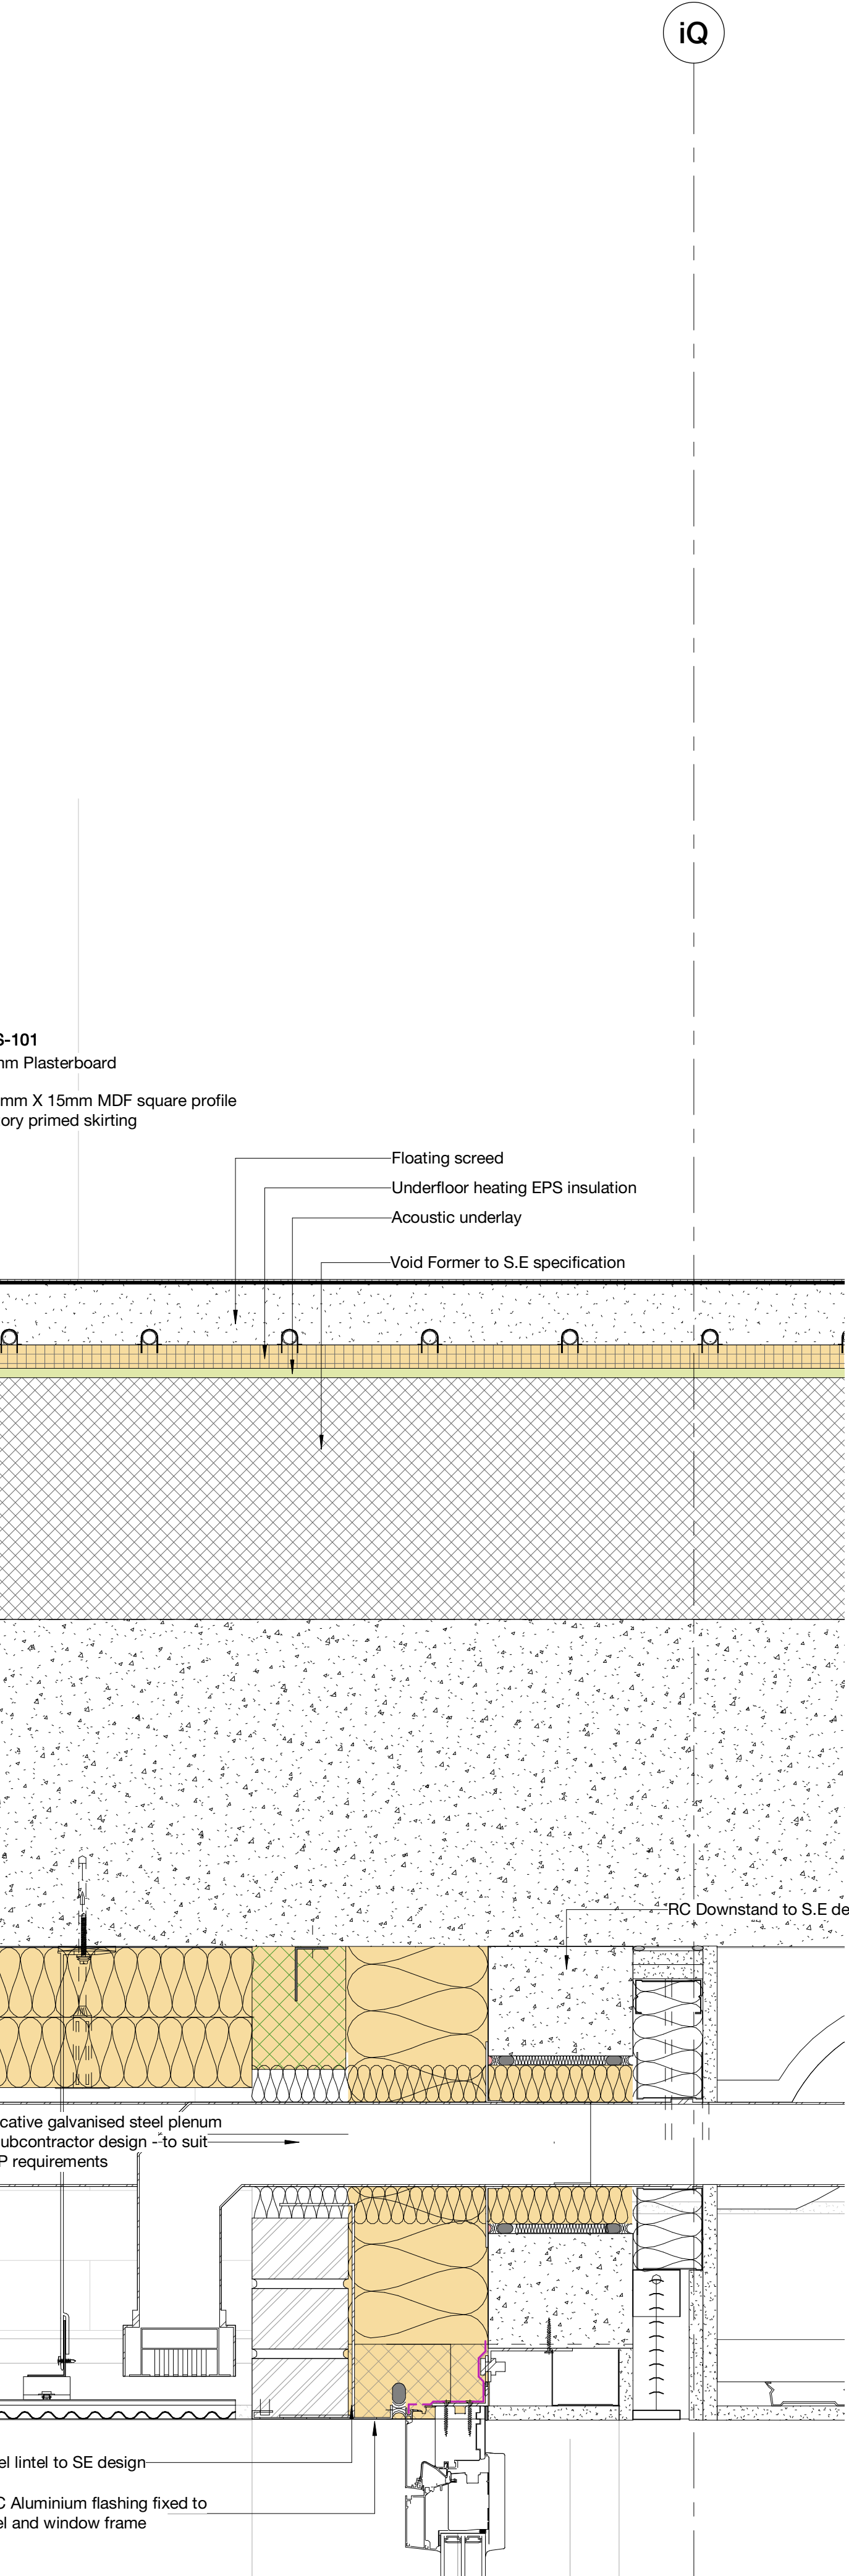 iQ
S-101
mm Plasterboard
mm X 15mm MDF square profile
ory primed skirting
Floating screed
Underfloor heating EPS insulation
Acoustic underlay
Void Former to S.E specification
RC Downstand to S.E de
cative galvanised steel plenum
ubcontractor design - to suit
P requirements
el lintel to SE design
C Aluminium flashing fixed to
el and window frame